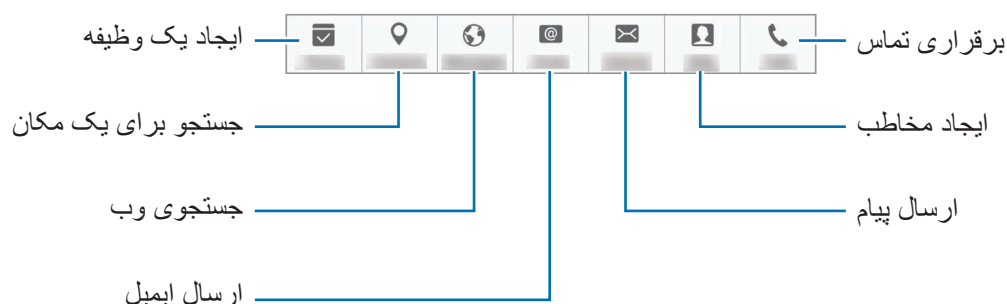 برقراری تماس
ایجاد مخاطب
ارسال پیام
ایجاد یک وظیفه
جستجو برای یک مکان
جستجوی وب
ارسال ایمیل